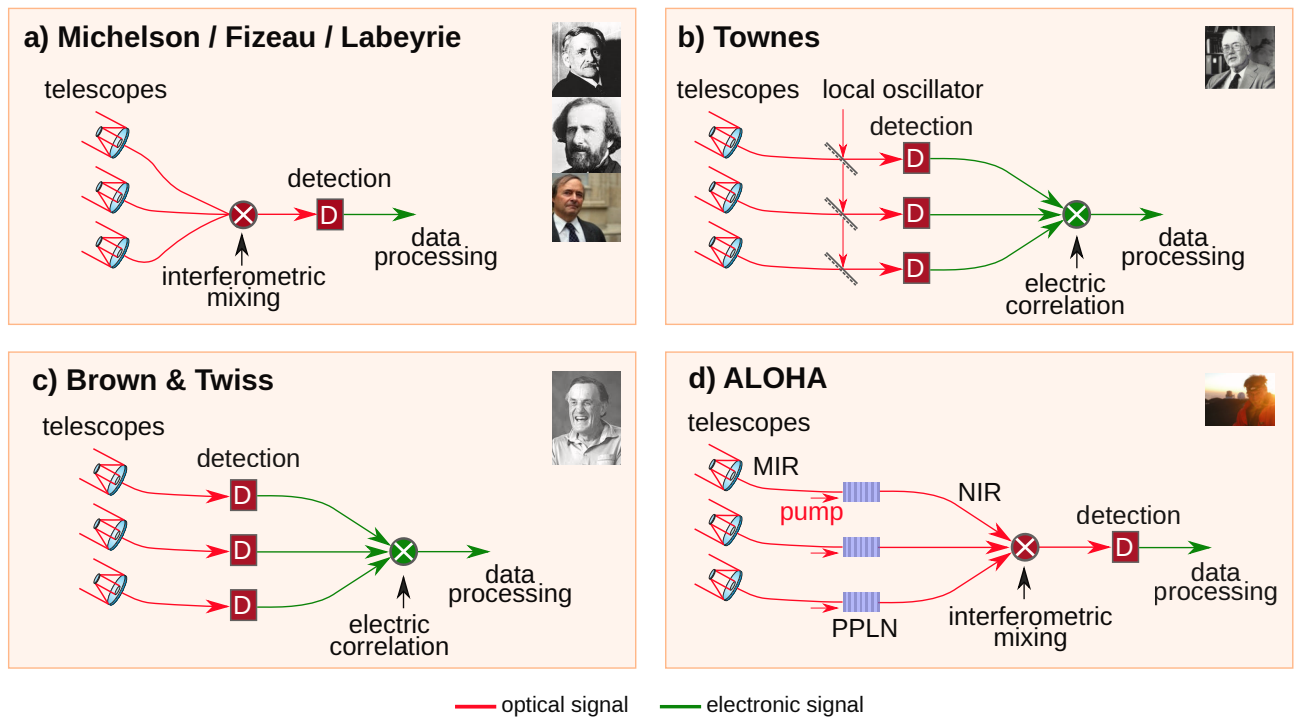 a) Michelson / Fizeau / Labeyrie
telescopes
detection
D
data
processing
interferometric
mixing
b) Townes
telescopes
local oscillator
detection
D
D
D
data
processing
electric
correlation
c) Brown & Twiss
telescopes
detection
D
D
D
data
processing
electric
correlation
d) ALOHA
telescopes
MIR
pump
NIR
PPLN
detection
D
data
processing
interferometric
mixing
optical signal
electronic signal